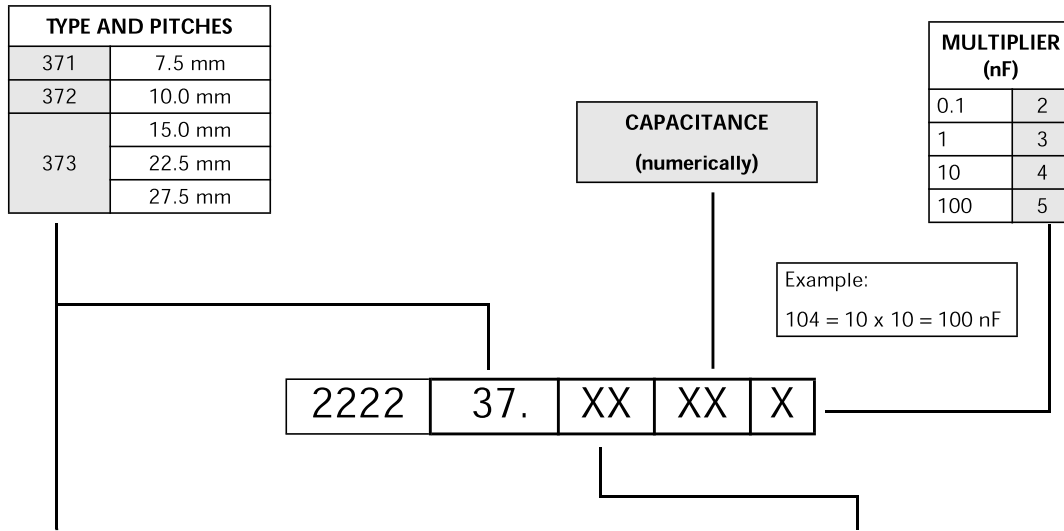 TYPE AND PITCHES
371 7.5 mm
372 10.0 mm
373 15.0 mm
22.5 mm
27.5 mm
CAPACITANCE
(numerically)
MULTIPLIER
(nF)
0.1 2
1 3
10 4
100 5
Example:
104 = 10 x 10 = 100 nF
2222 37. XX XX X